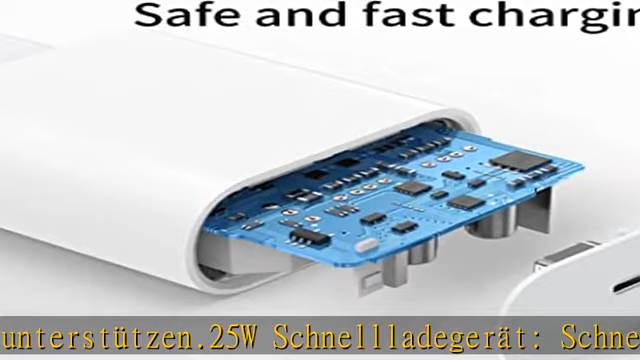 Safe and fast chargin
unterstützen.25W Schnellladegerät: Schne